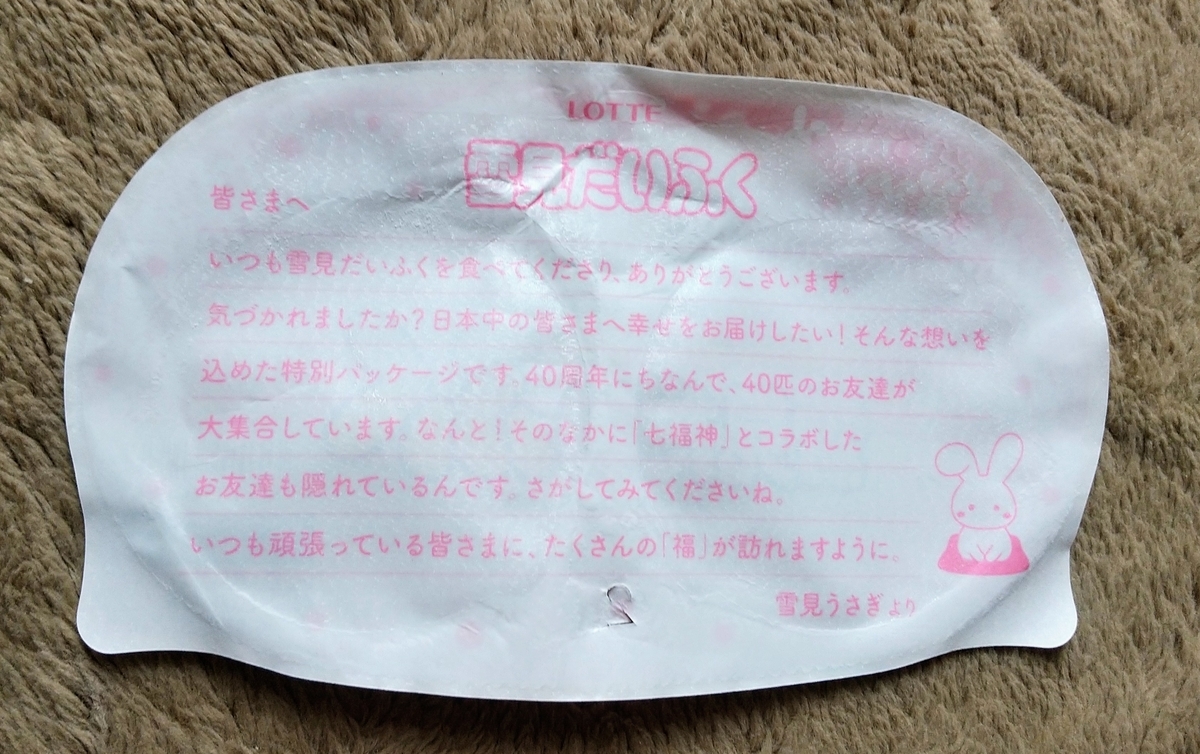 LOTTE
雪見だいふく
皆さまへ
いつも雪見だいふくを食べてくださり、ありがとうございます。
気づかれましたか?日本中の皆さまへ幸せをお届けしたい!そんな想いを
込めた特別パッケージです。40周年にちなんで、40匹のお友達が
大集合しています。なんと!そのなかに「七福神」とコラボした
お友達も隠れているんです。さがしてみてくださいね。
いつも頑張っている皆さまに、たくさんの「福」が訪れますように。
雪見うさぎより
2